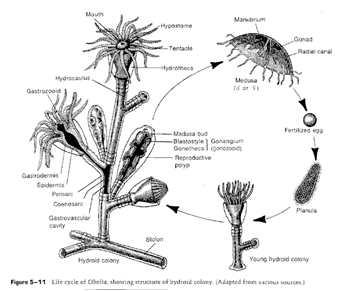 Mouth
Hypostome
Tentacle
Hydrotheca
Hydrocaulus
Gastrozooid
Manubrium
Gonad
Radial canal
Medusa
(♂ or ♀)
Fertilized egg
Medusa bud
Blastostyle } Gonangium
Gonotheca } (gonozooid)
Reproductive
polyp
Gastrodermis
Epidermis
Perisarc
Coenosarc
Gastrovascular
cavity
Planula
Stolon
Hydroid colony
Young hydroid colony
Figure 5–11 Life cycle of Obelia, showing structure of hydroid colony. (Adapted from various sources.)